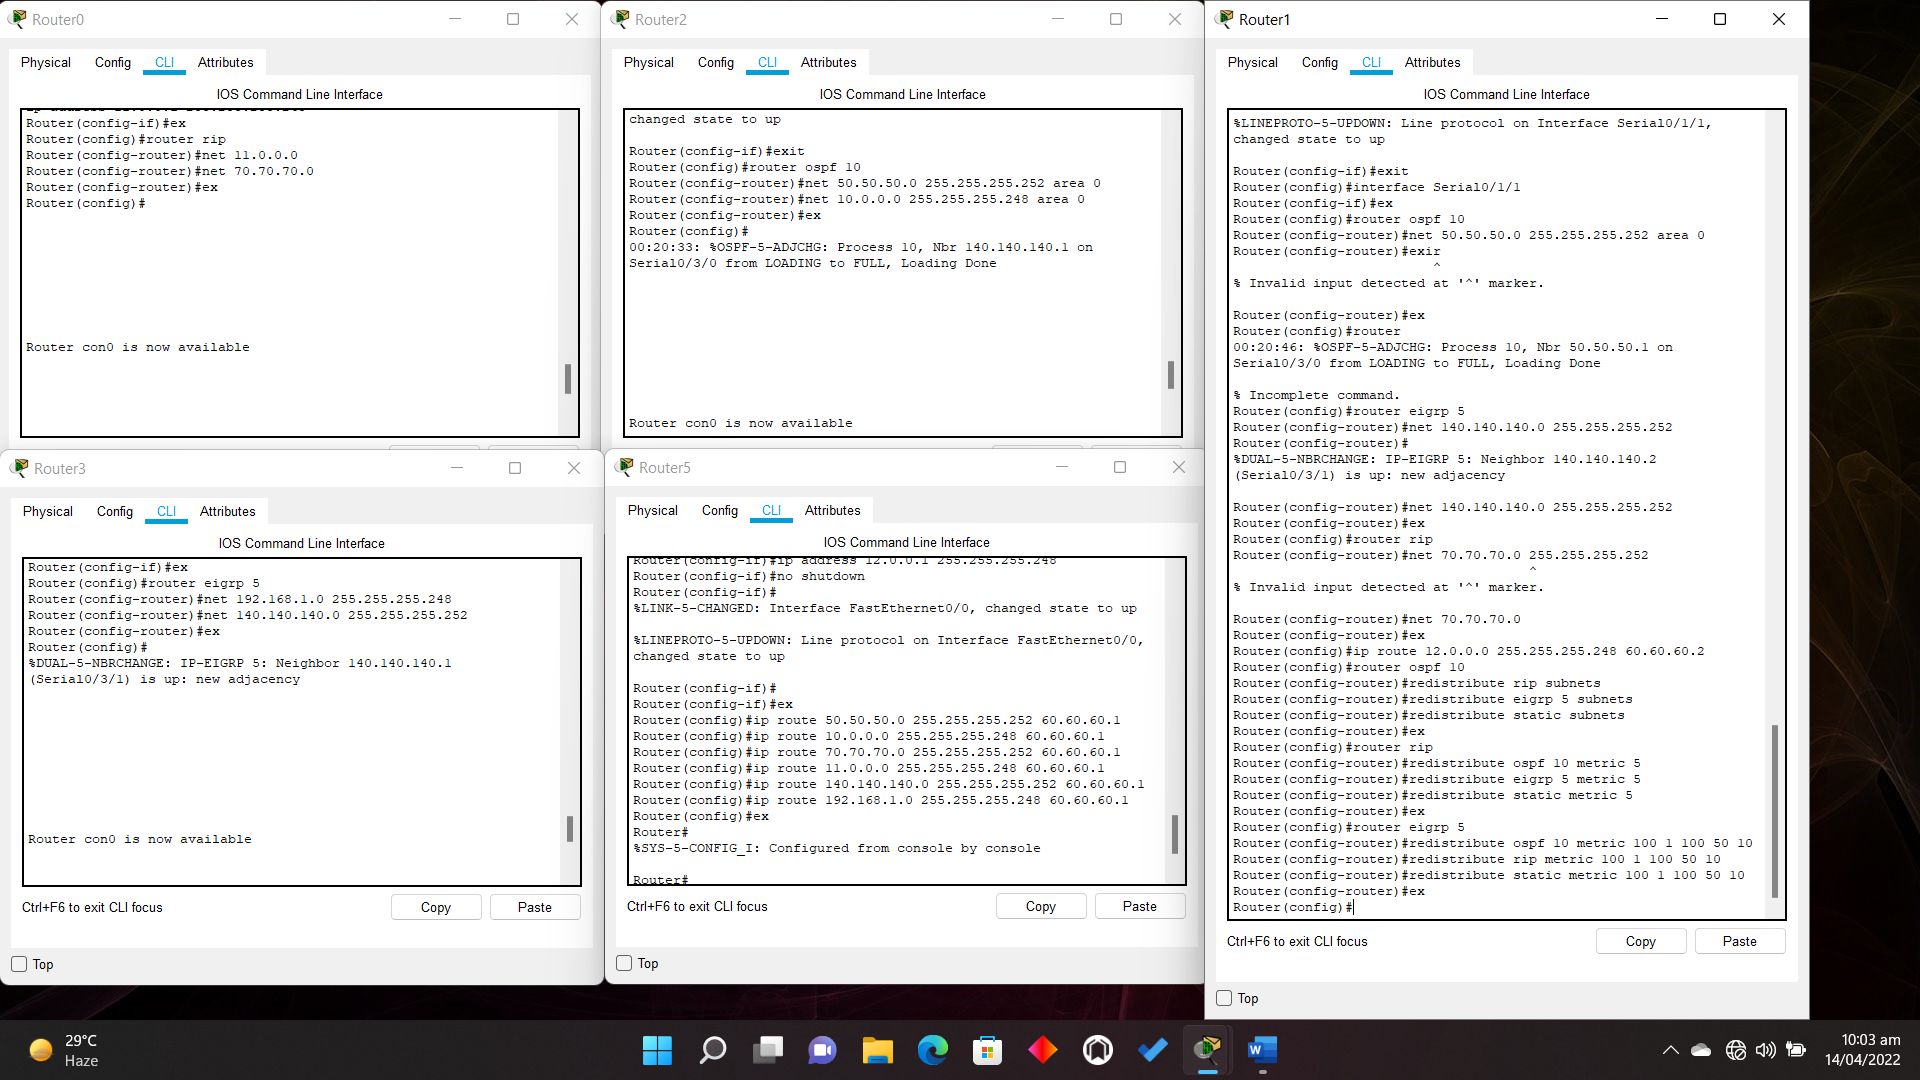 Router0
Physical Config CLI Attributes
IOS Command Line Interface
Router(config-if)#ex
Router(config)#router rip
Router(config-router)#net 11.0.0.0
Router(config-router)#net 70.70.70.0
Router(config-router)#ex
Router(config)#
Router con0 is now available
Router2
Physical Config CLI Attributes
IOS Command Line Interface
changed state to up
Router(config-if)#exit
Router(config)#router ospf 10
Router(config-router)#net 50.50.50.0 255.255.255.252 area 0
Router(config-router)#net 10.0.0.0 255.255.255.248 area 0
Router(config-router)#ex
Router(config)#
00:20:33: %OSPF-5-ADJCHG: Process 10, Nbr 140.140.140.1 on
Serial0/3/0 from LOADING to FULL, Loading Done
Router con0 is now available
Router3
Physical Config CLI Attributes
IOS Command Line Interface
Router(config-if)#ex
Router(config)#router eigrp 5
Router(config-router)#net 192.168.1.0 255.255.255.248
Router(config-router)#net 140.140.140.0 255.255.255.252
Router(config-router)#ex
Router(config)#
%DUAL-5-NBRCHANGE: IP-EIGRP 5: Neighbor 140.140.140.1
(Serial0/3/1) is up: new adjacency
Router con0 is now available
Ctrl+F6 to exit CLI focus
Copy Paste
Top
Router5
Physical Config CLI Attributes
IOS Command Line Interface
Router(config-if)#ip address 12.0.0.1 255.255.255.248
Router(config-if)#no shutdown
Router(config-if)#
%LINK-5-CHANGED: Interface FastEthernet0/0, changed state to up
%LINEPROTO-5-UPDOWN: Line protocol on Interface FastEthernet0/0,
changed state to up
Router(config-if)#
Router(config-if)#ex
Router(config)#ip route 50.50.50.0 255.255.255.252 60.60.60.1
Router(config)#ip route 10.0.0.0 255.255.255.248 60.60.60.1
Router(config)#ip route 70.70.70.0 255.255.255.252 60.60.60.1
Router(config)#ip route 11.0.0.0 255.255.255.248 60.60.60.1
Router(config)#ip route 140.140.140.0 255.255.255.252 60.60.60.1
Router(config)#ip route 192.168.1.0 255.255.255.248 60.60.60.1
Router(config)#ex
Router#
%SYS-5-CONFIG_I: Configured from console by console
Router#
Ctrl+F6 to exit CLI focus
Copy Paste
Top
Router1
Physical Config CLI Attributes
IOS Command Line Interface
%LINEPROTO-5-UPDOWN: Line protocol on Interface Serial0/1/1,
changed state to up
Router(config-if)#exit
Router(config)#interface Serial0/1/1
Router(config-if)#ex
Router(config)#router ospf 10
Router(config-router)#net 50.50.50.0 255.255.255.252 area 0
Router(config-router)#exir
^
% Invalid input detected at '^' marker.
Router(config-router)#ex
Router(config)#router
00:20:46: %OSPF-5-ADJCHG: Process 10, Nbr 50.50.50.1 on
Serial0/3/0 from LOADING to FULL, Loading Done
% Incomplete command.
Router(config)#router eigrp 5
Router(config-router)#net 140.140.140.0 255.255.255.252
Router(config-router)#
%DUAL-5-NBRCHANGE: IP-EIGRP 5: Neighbor 140.140.140.2
(Serial0/3/1) is up: new adjacency
Router(config-router)#net 140.140.140.0 255.255.255.252
Router(config-router)#ex
Router(config)#router rip
Router(config-router)#net 70.70.70.0 255.255.255.252
^
% Invalid input detected at '^' marker.
Router(config-router)#net 70.70.70.0
Router(config-router)#ex
Router(config)#ip route 12.0.0.0 255.255.255.248 60.60.60.2
Router(config)#router ospf 10
Router(config-router)#redistribute rip subnets
Router(config-router)#redistribute eigrp 5 subnets
Router(config-router)#redistribute static subnets
Router(config-router)#ex
Router(config)#router rip
Router(config-router)#redistribute ospf 10 metric 5
Router(config-router)#redistribute eigrp 5 metric 5
Router(config-router)#redistribute static metric 5
Router(config-router)#ex
Router(config)#router eigrp 5
Router(config-router)#redistribute ospf 10 metric 100 1 100 50 10
Router(config-router)#redistribute rip metric 100 1 100 50 10
Router(config-router)#redistribute static metric 100 1 100 50 10
Router(config-router)#ex
Router(config)#
Ctrl+F6 to exit CLI focus
Copy Paste
Top
29°C
Haze
W
10:03 am
14/04/2022